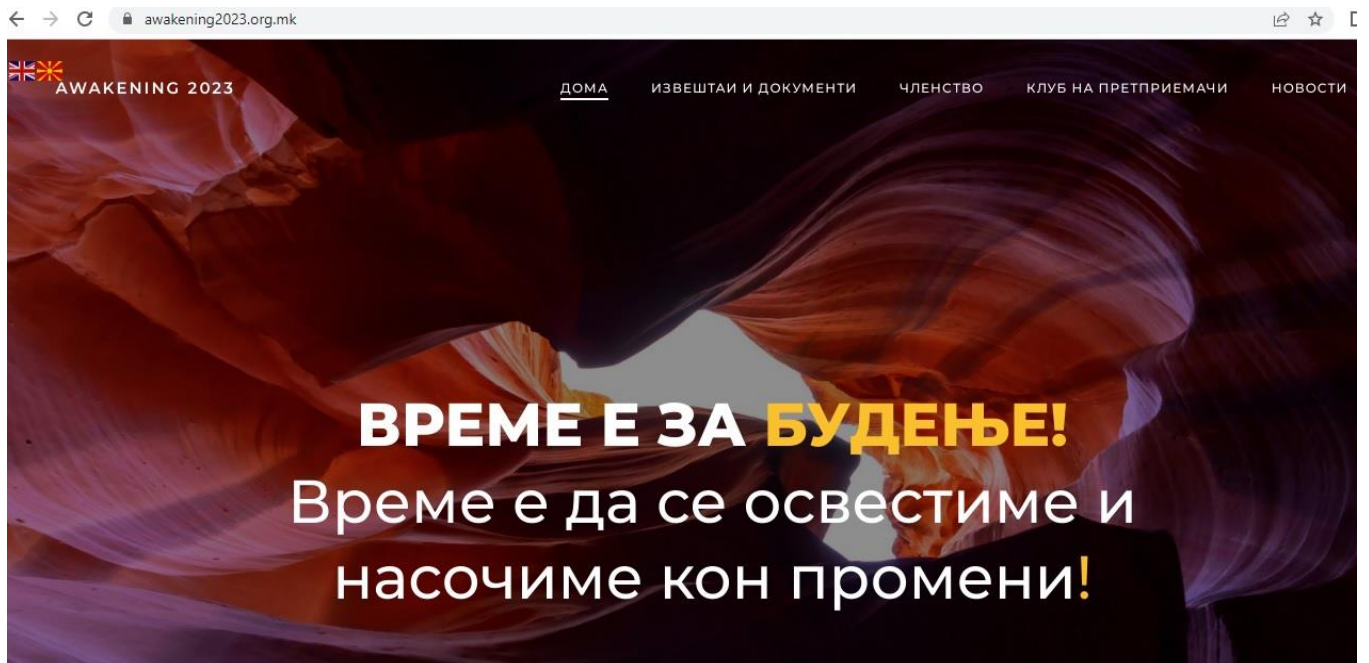 awakening2023.org.mk
AWAKENING 2023
ДОМА ИЗВЕШТАИ И ДОКУМЕНТИ ЧЛЕНСТВО КЛУБ НА ПРЕТПРИЕМАЧИ НОВОСТИ
ВРЕМЕ Е ЗА БУДЕЊЕ!
Време е да се освестиме и
насочиме кон промени!